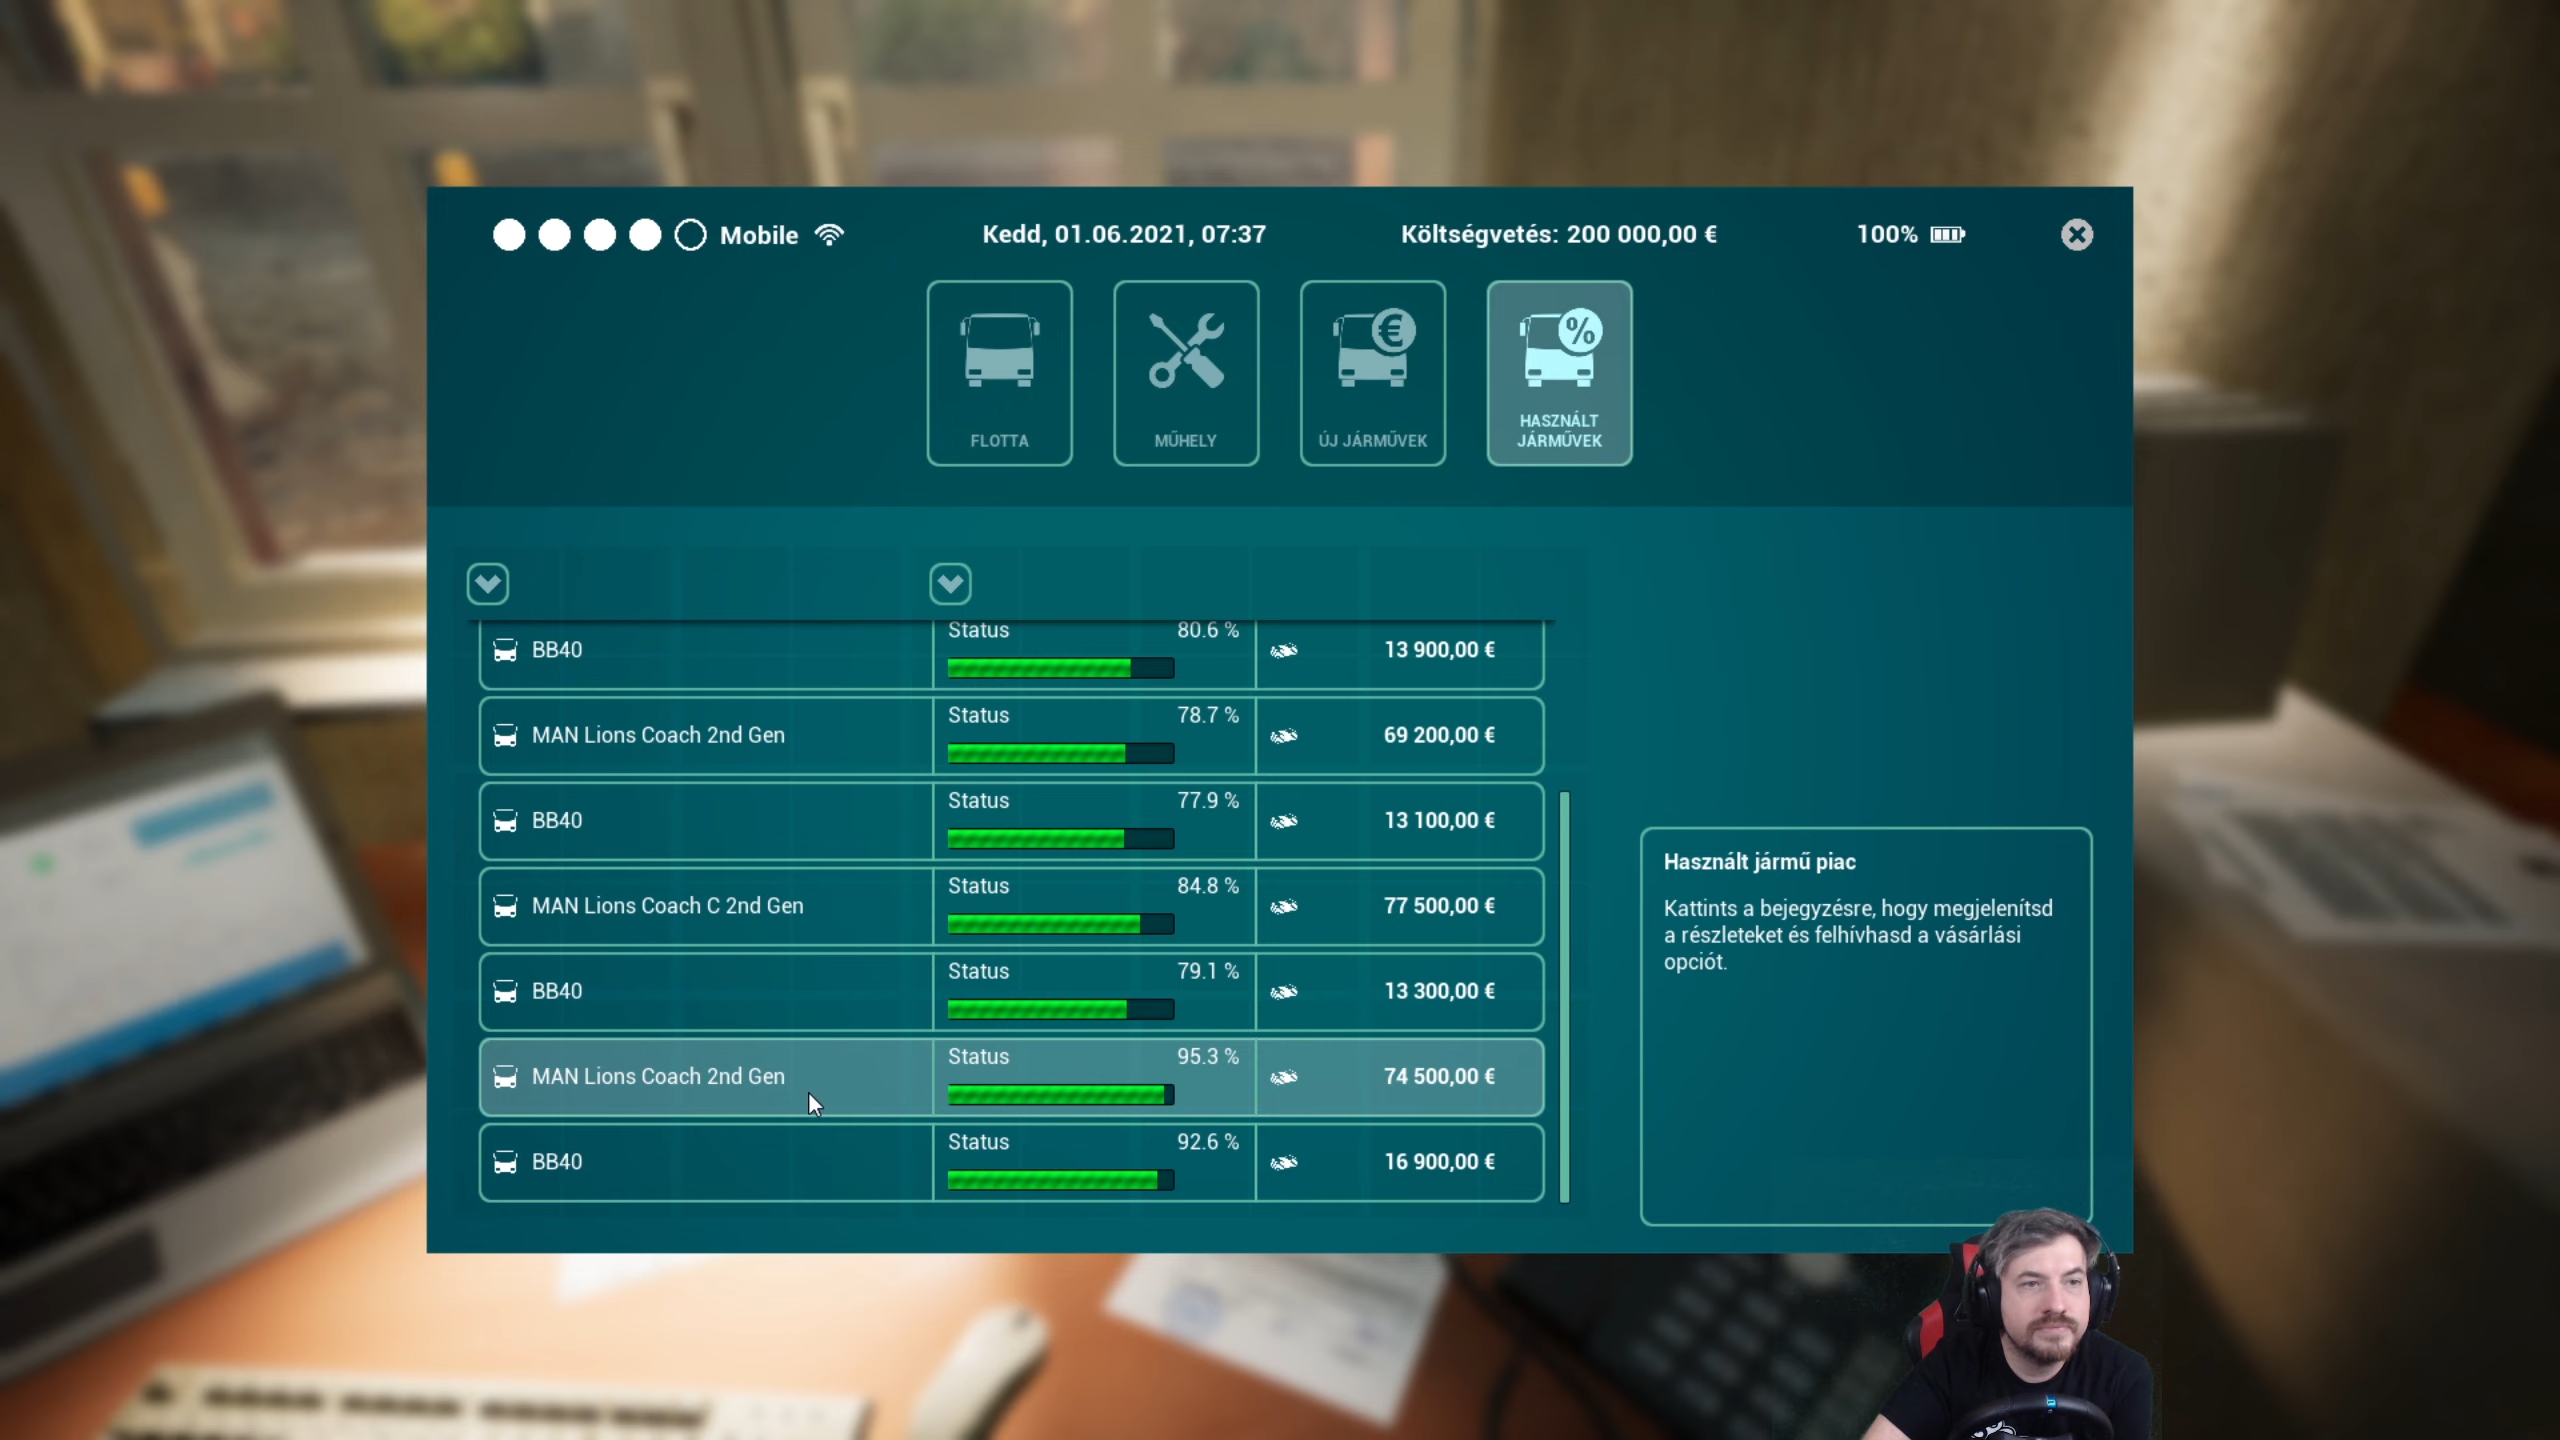 Mobile
Kedd, 01.06.2021, 07:37
Költségvetés: 200 000,00 €
100%
FLOTTA
MŰHELY
ÚJ JÁRMŰVEK
HASZNÁLT
JÁRMŰVEK
BB40
Status
80.6 %
13 900,00 €
MAN Lions Coach 2nd Gen
Status
78.7 %
69 200,00 €
BB40
Status
77.9 %
13 100,00 €
MAN Lions Coach C 2nd Gen
Status
84.8 %
77 500,00 €
BB40
Status
79.1 %
13 300,00 €
MAN Lions Coach 2nd Gen
Status
95.3 %
74 500,00 €
BB40
Status
92.6 %
16 900,00 €
Használt jármű piac
Kattints a bejegyzésre, hogy megjelenítsd
a részleteket és felhívhasd a vásárlási
opciót.